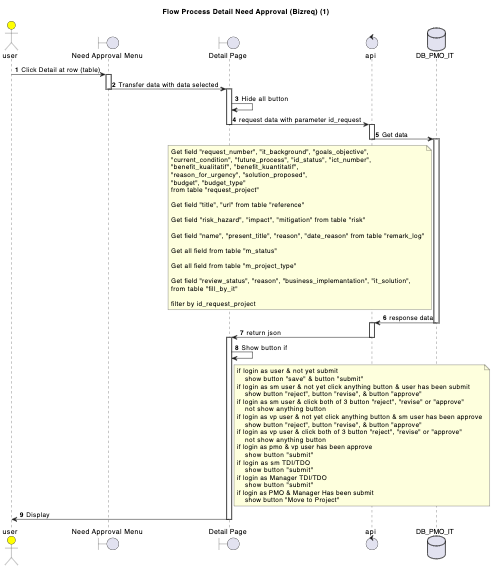 Flow Process Detail Need Approval (Bizreq) (1)
user
Need Approval Menu
Detail Page
api
DB_PMO_IT
1 Click Detail at row (table)
2 Transfer data with data selected
3 Hide all button
4 request data with parameter id_request
5 Get data
Get field "request_number", "it_background", "goals_objective",
"current_condition", "future_process", "id_status", "ict_number",
"benefit_kualitatif", "benefit_kuantitatif",
"reason_for_urgency", "solution_proposed",
"budget", "budget_type"
from table "request_project"
Get field "title", "url" from table "reference"
Get field "risk_hazard", "impact", "mitigation" from table "risk"
Get field "name", "present_title", "reason", "date_reason" from table "remark_log"
Get all field from table "m_status"
Get all field from table "m_project_type"
Get field "review_status", "reason", "business_implemantation", "it_solution",
from table "fill_by_it"
filter by id_request_project
6 response data
7 return json
8 Show button if
if login as user & not yet submit
show button "save" & button "submit"
if login as sm user & not yet click anything button & user has been submit
show button "reject", button "revise", & button "approve"
if login as sm user & click both of 3 button "reject", "revise" or "approve"
not show anything button
if login as vp user & not yet click anything button & sm user has been approve
show button "reject", button "revise", & button "approve"
if login as vp user & click both of 3 button "reject", "revise" or "approve"
not show anything button
if login as pmo & vp user has been approve
show button "submit"
if login as sm TDI/TDO
show button "submit"
if login as Manager TDI/TDO
show button "submit"
if login as PMO & Manager Has been submit
show button "Move to Project"
9 Display
user
Need Approval Menu
Detail Page
api
DB_PMO_IT